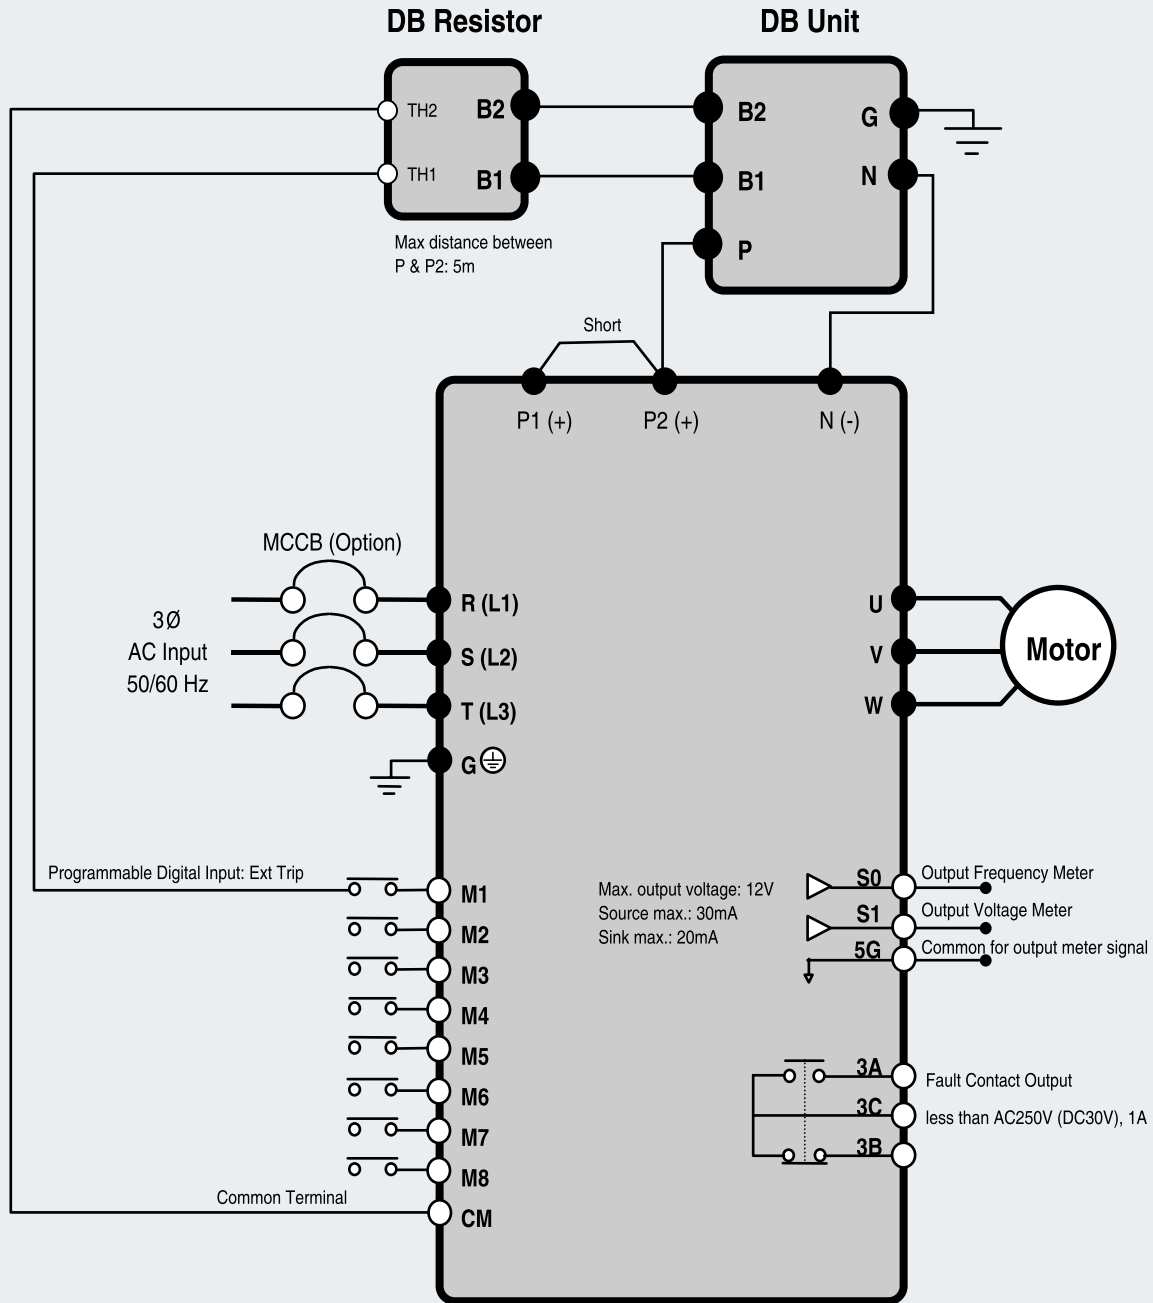 DB Resistor
DB Unit
TH2
B2
B2
G
TH1
B1
B1
N
P
Max distance between
P & P2: 5m
Short
P1 (+)
P2 (+)
N (-)
MCCB (Option)
3Ø
AC Input
50/60 Hz
R (L1)
S (L2)
T (L3)
G
U
V
W
Motor
Programmable Digital Input: Ext Trip
M1
M2
M3
M4
M5
M6
M7
M8
Common Terminal
CM
Max. output voltage: 12V
Source max.: 30mA
Sink max.: 20mA
S0
Output Frequency Meter
S1
Output Voltage Meter
5G
Common for output meter signal
3A
Fault Contact Output
3C
less than AC250V (DC30V), 1A
3B